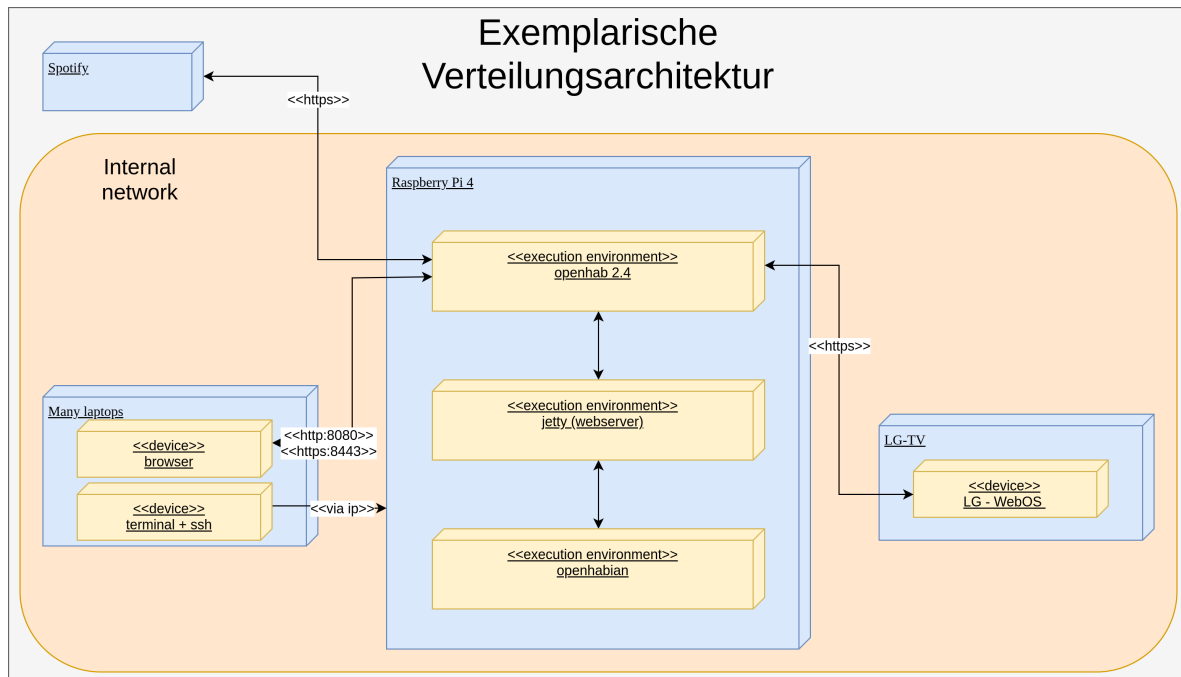 Exemplarische
Verteilungsarchitektur
Spotify
<<https>>
Internal
network
Raspberry Pi 4
<<execution environment>>
openhab 2.4
<<https>>
<<execution environment>>
jetty (webserver)
Many laptops
<<device>>
browser
<<http:8080>>
<<https:8443>>
<<device>>
terminal + ssh
<<via ip>>
LG-TV
<<device>>
LG - WebOS
<<execution environment>>
openhabian